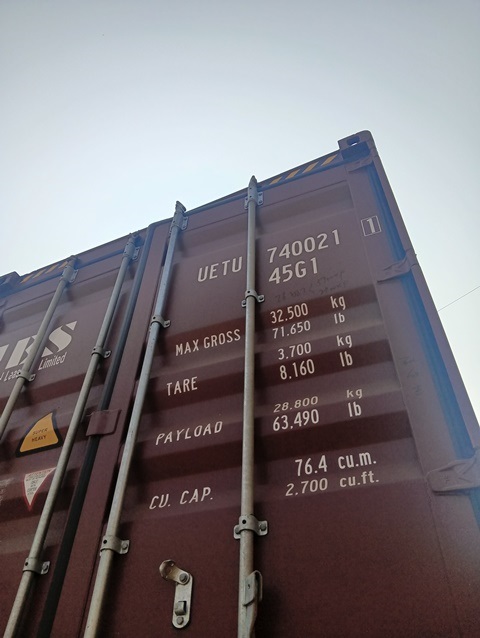 UETU 740021 1
45G1
MAX GROSS 32.500 kg
71.650 lb
TARE 3.700 kg
8.160 lb
PAYLOAD 28.800 kg
63.490 lb
CU. CAP. 76.4 cu.m.
2,700 cu.ft.
Limited
HEAVY